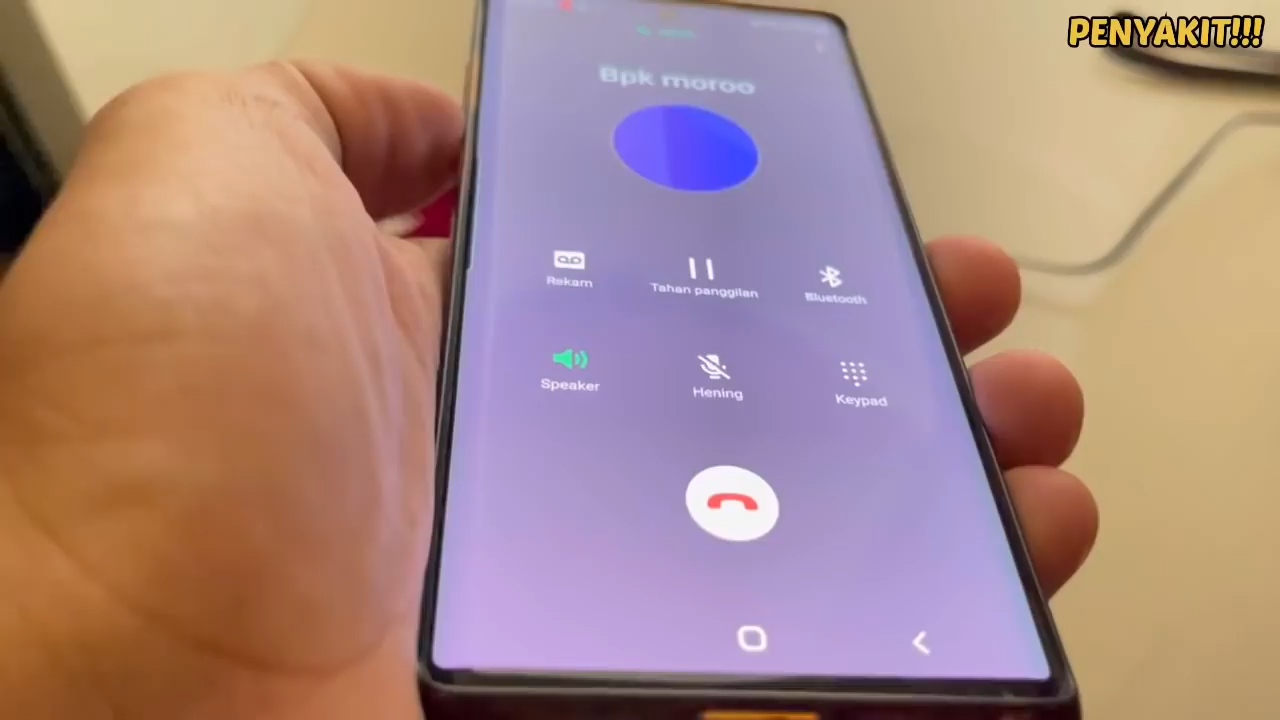 PENYAKIT!!!
Bpk moroo
Rekam
Tahan panggilan
Bluetooth
Speaker
Hening
Keypad